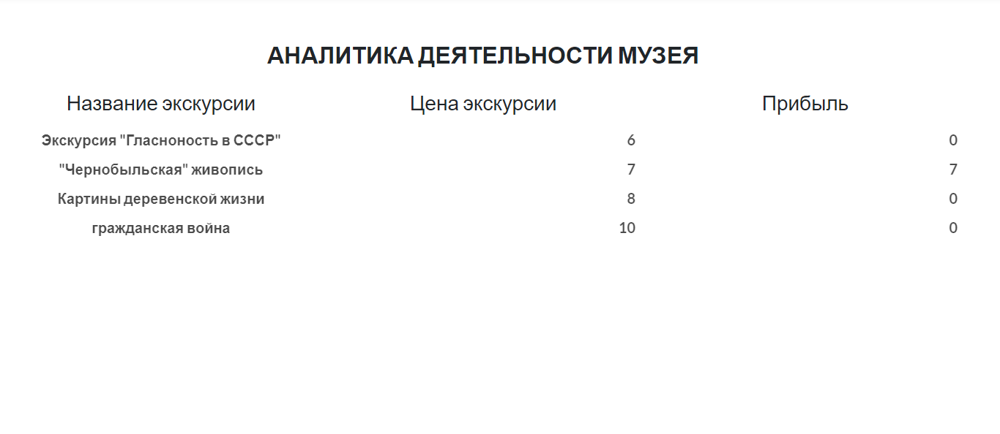 АНАЛИТИКА ДЕЯТЕЛЬНОСТИ МУЗЕЯ
Название экскурсии Цена экскурсии Прибыль
Экскурсия "Гласноность в СССР" 6 0
"Чернобыльская" живопись 7 7
Картины деревенской жизни 8 0
гражданская война 10 0